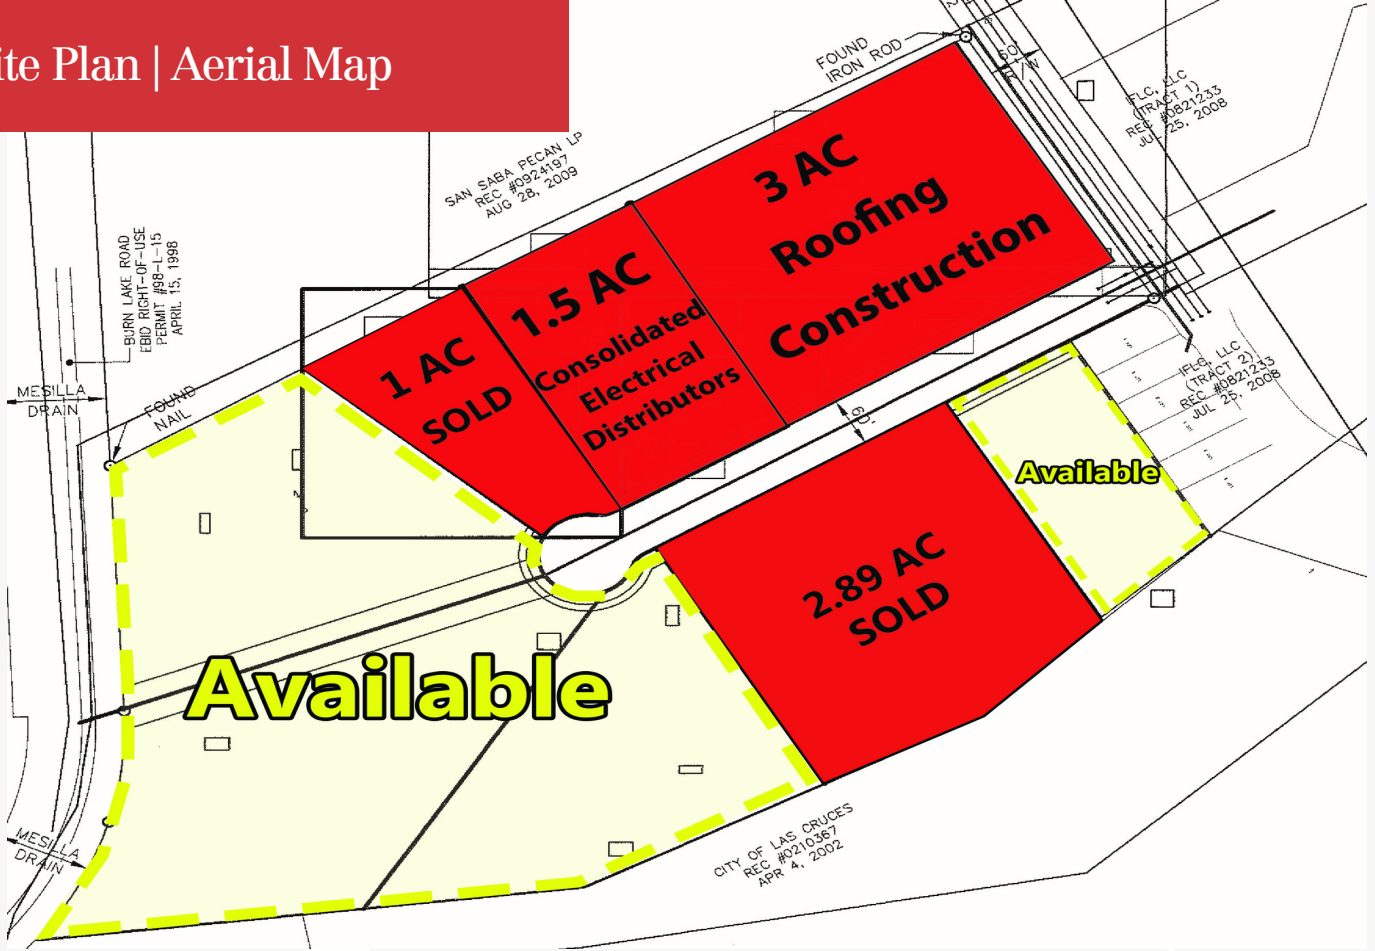 ite Plan | Aerial Map
FOUND
IRON ROD
60'
R/W
FLC, LLC
(TRACT 1)
REC #0821233
JUL 25, 2008
SAN SABA PECAN LP
REC #0924197
AUG 28, 2009
3 AC
Roofing
Construction
1.5 AC
Consolidated
Electrical
Distributors
1 AC
SOLD
BURN LAKE ROAD
EBID RIGHT-OF-USE
PERMIT #98-L-15
APRIL 15, 1998
MESILLA
DRAIN
FOUND
NAIL
60'
IFLC, LLC
(TRACT 2)
REC #0821233
JUL 25, 2008
Available
2.89 AC
SOLD
Available
MESILLA
DRAIN
CITY OF LAS CRUCES
REC #0210367
APR 4, 2002